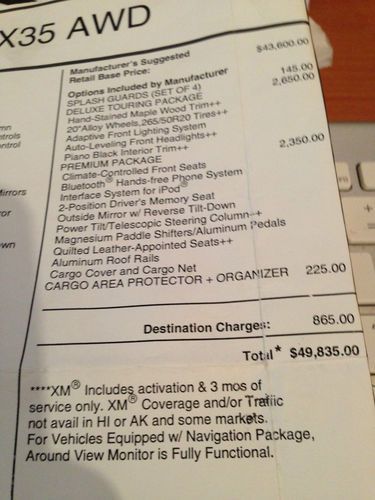 X35 AWD
Manufacturer's Suggested
Retail Base Price: $43,600.00
Options Included by Manufacturer
SPLASH GUARDS (SET OF 4) 145.00
DELUXE TOURING PACKAGE 2,650.00
Hand-Stained Maple Wood Trim++
20"Alloy Wheels,265/50R20 Tires++
Adaptive Front Lighting System
Auto-Leveling Front Headlights++
Piano Black Interior Trim++
PREMIUM PACKAGE 2,350.00
Climate-Controlled Front Seats
Bluetooth® Hands-free Phone System
Interface System for iPod®
2-Position Driver's Memory Seat
Outside Mirror w/ Reverse Tilt-Down
Power Tilt/Telescopic Steering Column++
Magnesium Paddle Shifters/Aluminum Pedals
Quilted Leather-Appointed Seats++
Aluminum Roof Rails
Cargo Cover and Cargo Net
CARGO AREA PROTECTOR + ORGANIZER 225.00
Destination Charges: 865.00
Total* $49,835.00
****XM® Includes activation & 3 mos of
service only. XM® Coverage and/or Traffic
not avail in HI or AK and some markets.
For Vehicles Equipped w/ Navigation Package,
Around View Monitor is Fully Functional.